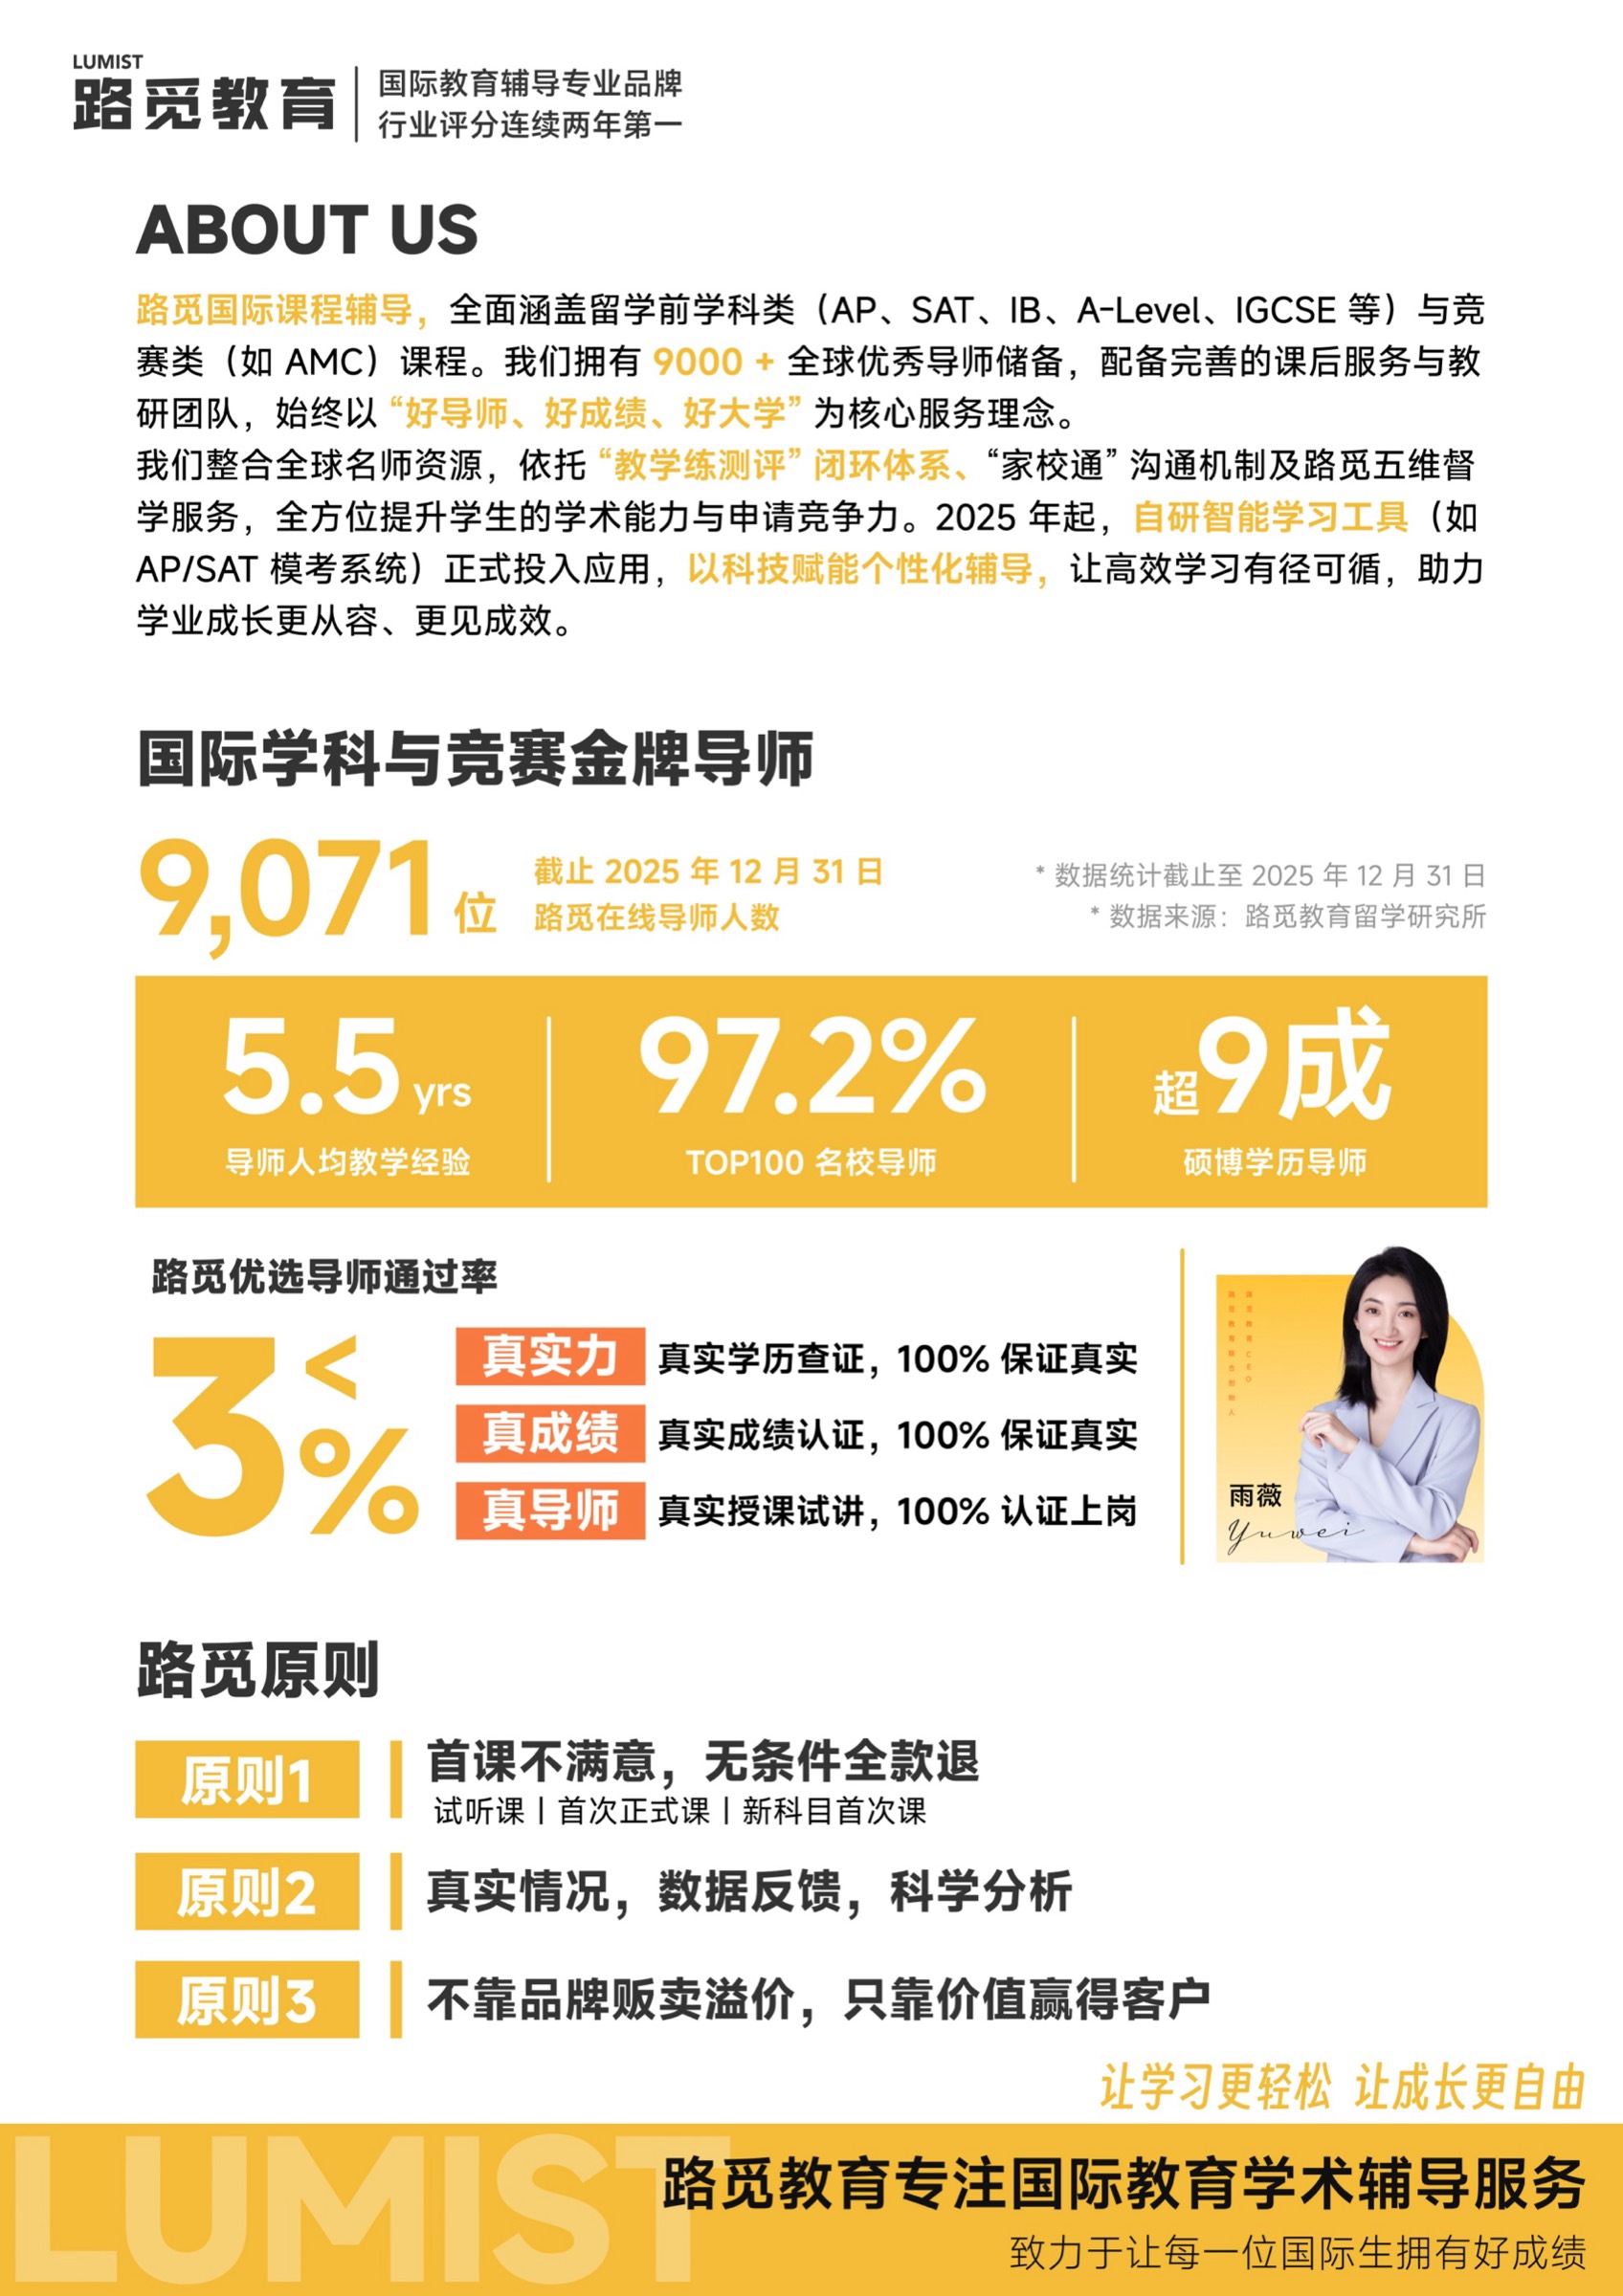 LUMIST
路觅教育
国际教育辅导专业品牌
行业评分连续两年第一
ABOUT US
路觅国际课程辅导，全面涵盖留学前学科类（AP、SAT、IB、A-Level、IGCSE 等）与竞
赛类（如 AMC）课程。我们拥有 9000 + 全球优秀导师储备，配备完善的课后服务与教
研团队，始终以 “好导师、好成绩、好大学” 为核心服务理念。
我们整合全球名师资源，依托 “教学练测评” 闭环体系、“家校通” 沟通机制及路觅五维督
学服务，全方位提升学生的学术能力与申请竞争力。2025 年起，自研智能学习工具（如
AP/SAT 模考系统）正式投入应用，以科技赋能个性化辅导，让高效学习有径可循，助力
学业成长更从容、更见成效。
国际学科与竞赛金牌导师
9,071 位
截止 2025 年 12 月 31 日
路觅在线导师人数
* 数据统计截止至 2025 年 12 月 31 日
* 数据来源：路觅教育留学研究所
5.5 yrs
导师人均教学经验
97.2%
TOP100 名校导师
超9成
硕博学历导师
路觅优选导师通过率
<3%
真实力 真实学历查证，100% 保证真实
真成绩 真实成绩认证，100% 保证真实
真导师 真实授课试讲，100% 认证上岗
路觅教育CEO
路觅教育联合创始人
雨薇
Yuwei
路觅原则
原则1
首课不满意，无条件全款退
试听课丨首次正式课丨新科目首次课
原则2
真实情况，数据反馈，科学分析
原则3
不靠品牌贩卖溢价，只靠价值赢得客户
让学习更轻松 让成长更自由
LUMIST
路觅教育专注国际教育学术辅导服务
致力于让每一位国际生拥有好成绩